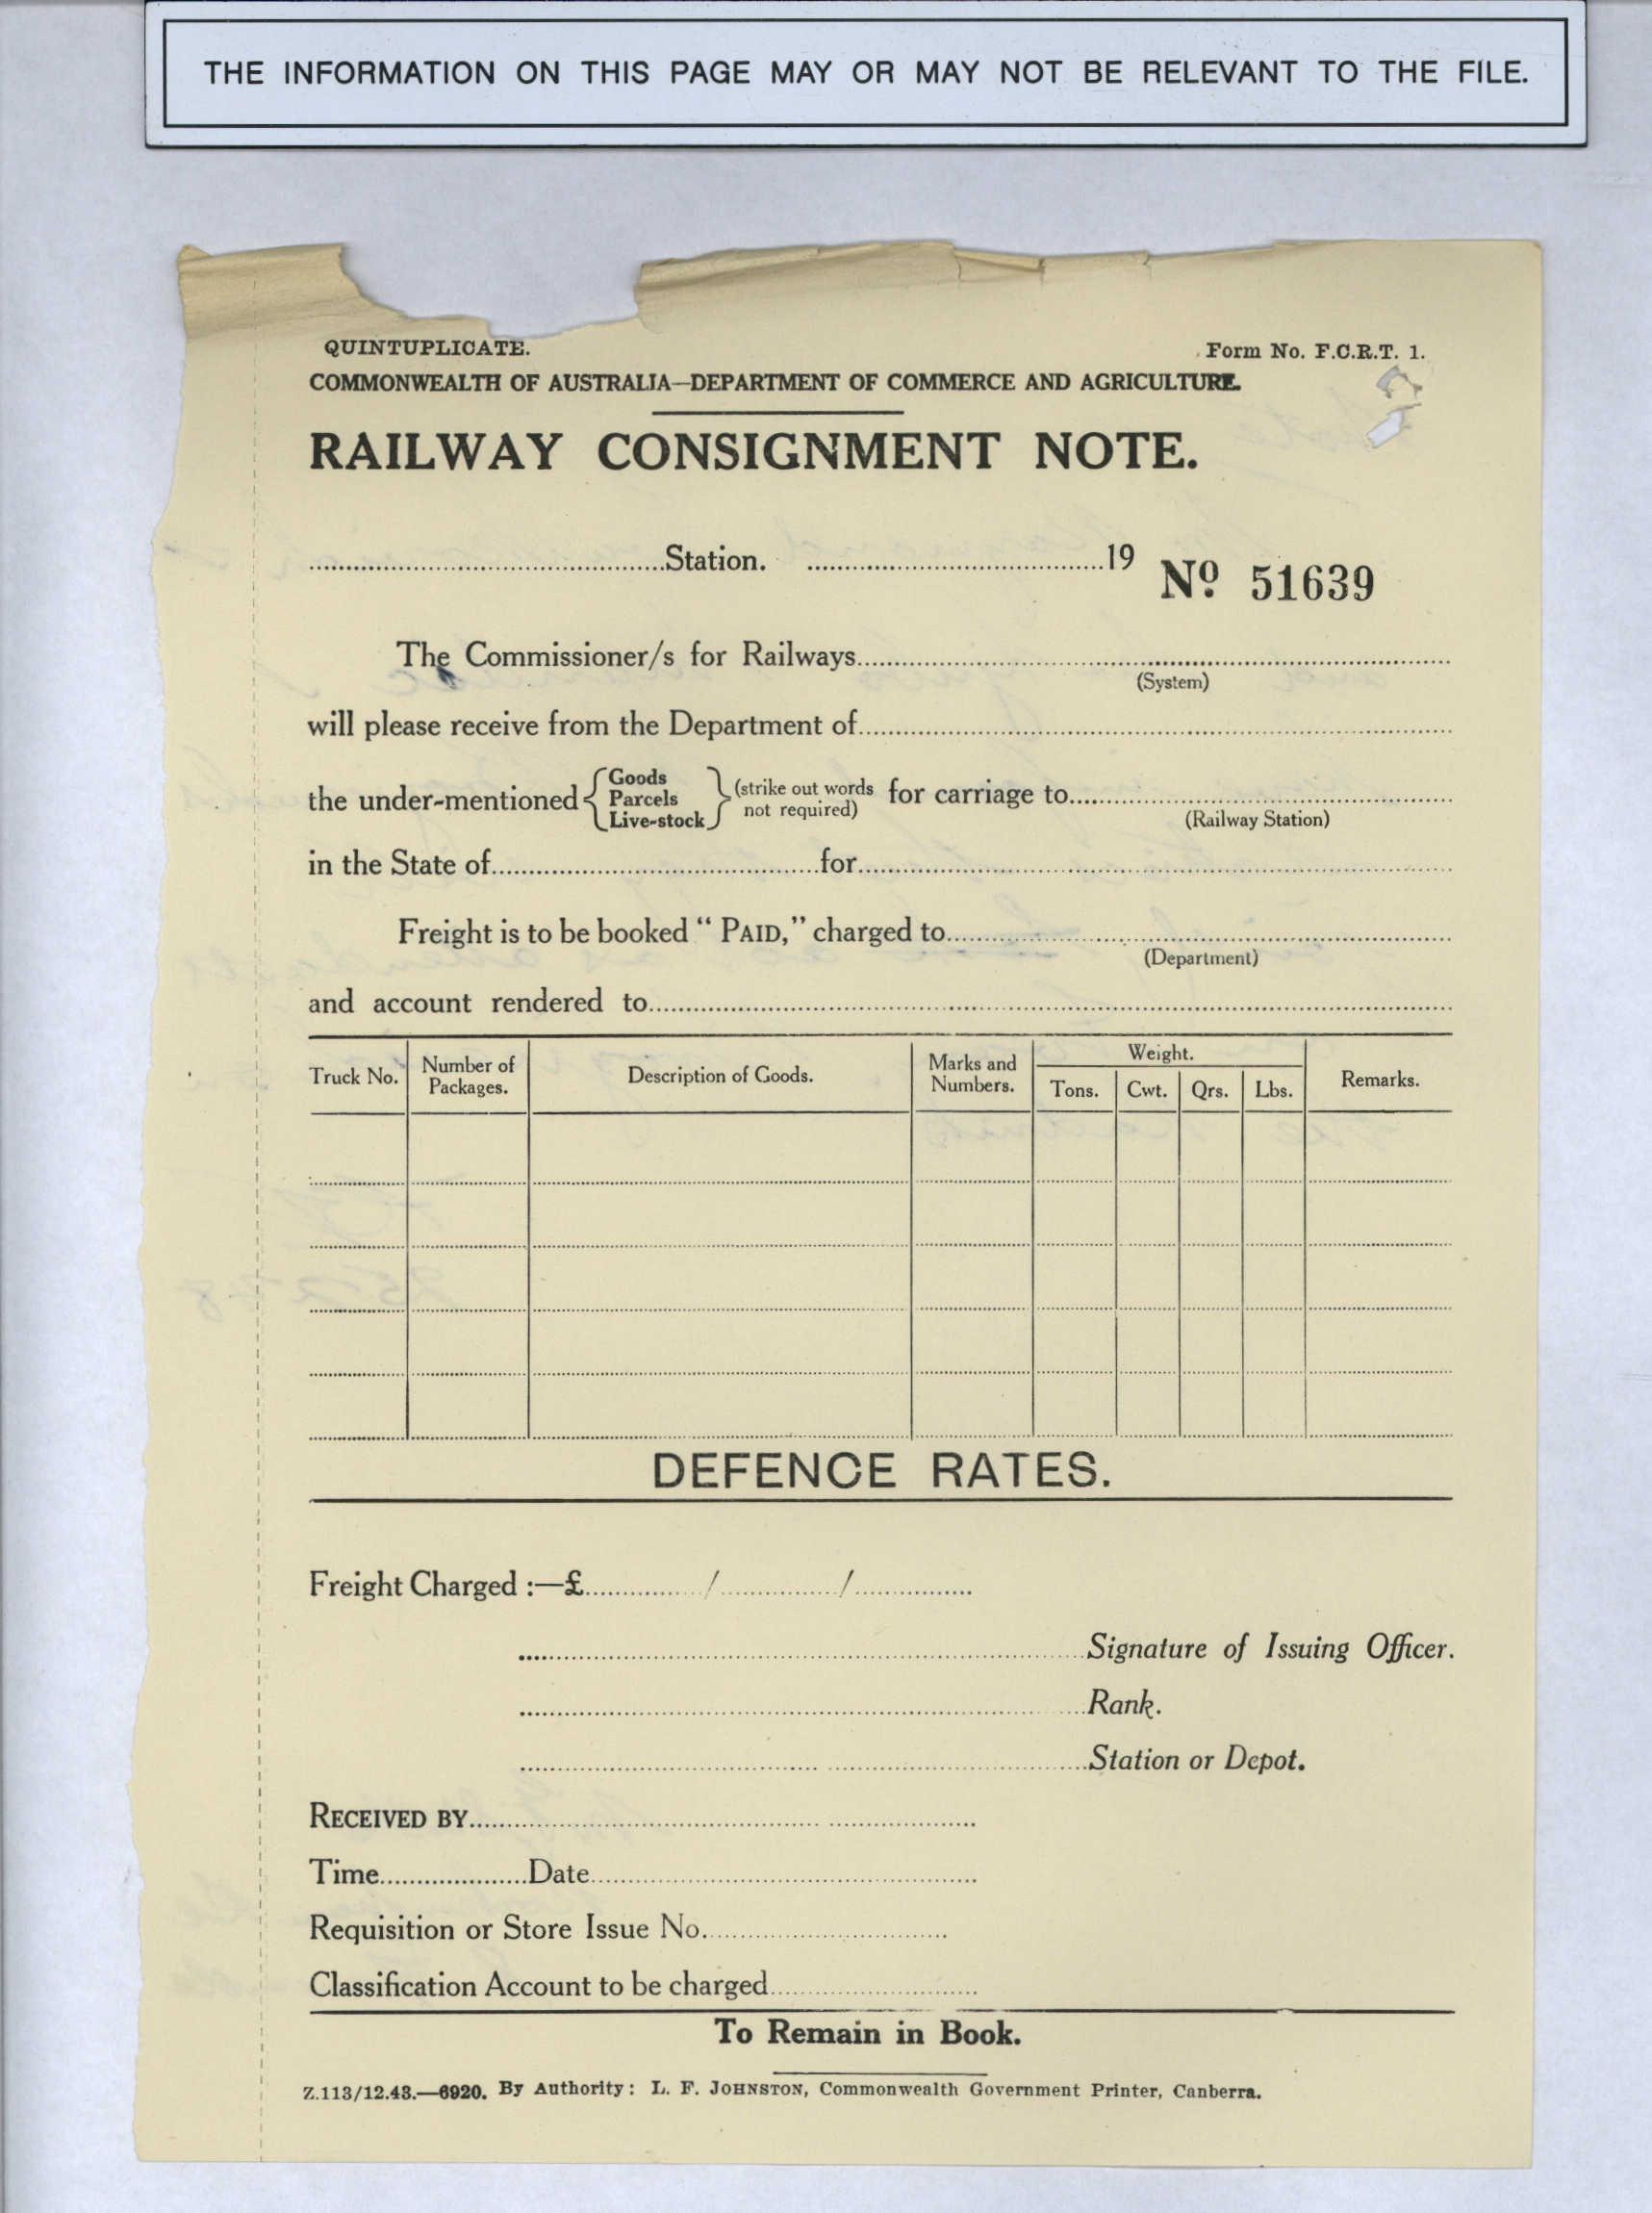 THE INFORMATION ON THIS PAGE MAY OR MAY NOT BE RELEVANT TO THE FILE.
QUINTUPLICATE. Form No. F.C.R.T. 1.
COMMONWEALTH OF AUSTRALIA—DEPARTMENT OF COMMERCE AND AGRICULTURE.
RAILWAY CONSIGNMENT NOTE.
Station. 19 No. 51639
The Commissioner/s for Railways
(System)
will please receive from the Department of
the under-mentioned { Goods Parcels Live-stock } (strike out words not required) for carriage to
(Railway Station)
in the State of for
Freight is to be booked "PAID," charged to
(Department)
and account rendered to
Truck No. Number of Packages. Description of Goods. Marks and Numbers. Weight. Remarks.
Tons. Cwt. Qrs. Lbs.
DEFENCE RATES.
Freight Charged :—£ / /
Signature of Issuing Officer.
Rank.
Station or Depot.
RECEIVED BY
Time Date
Requisition or Store Issue No.
Classification Account to be charged
To Remain in Book.
Z.113/12.43.—6920. By Authority: L. F. JOHNSTON, Commonwealth Government Printer, Canberra.